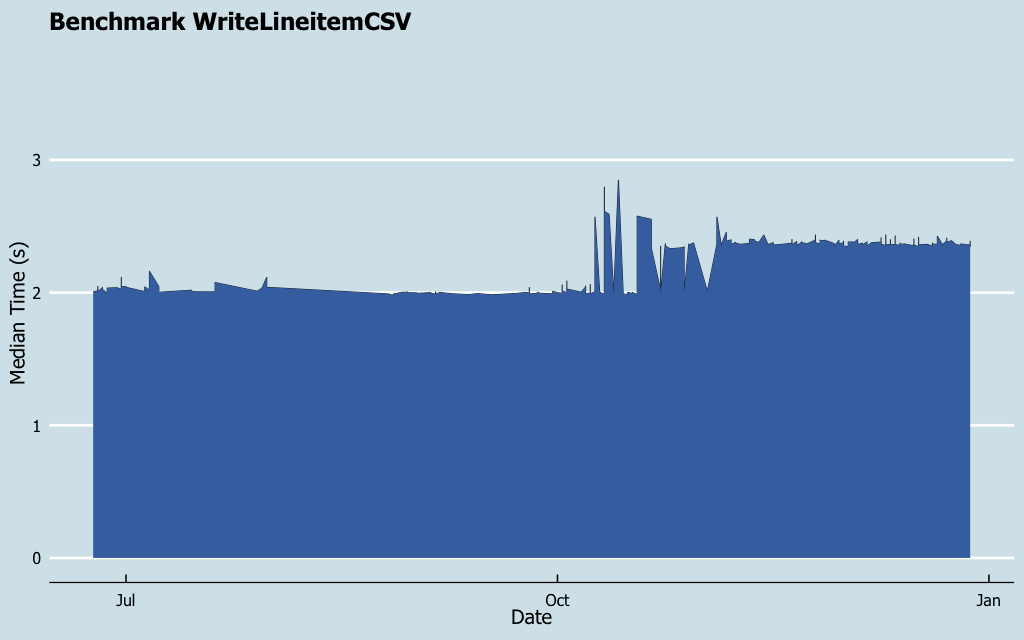 Benchmark WriteLineitemCSV
3
2
1
0
Median Time (s)
Jul
Oct
Jan
Date